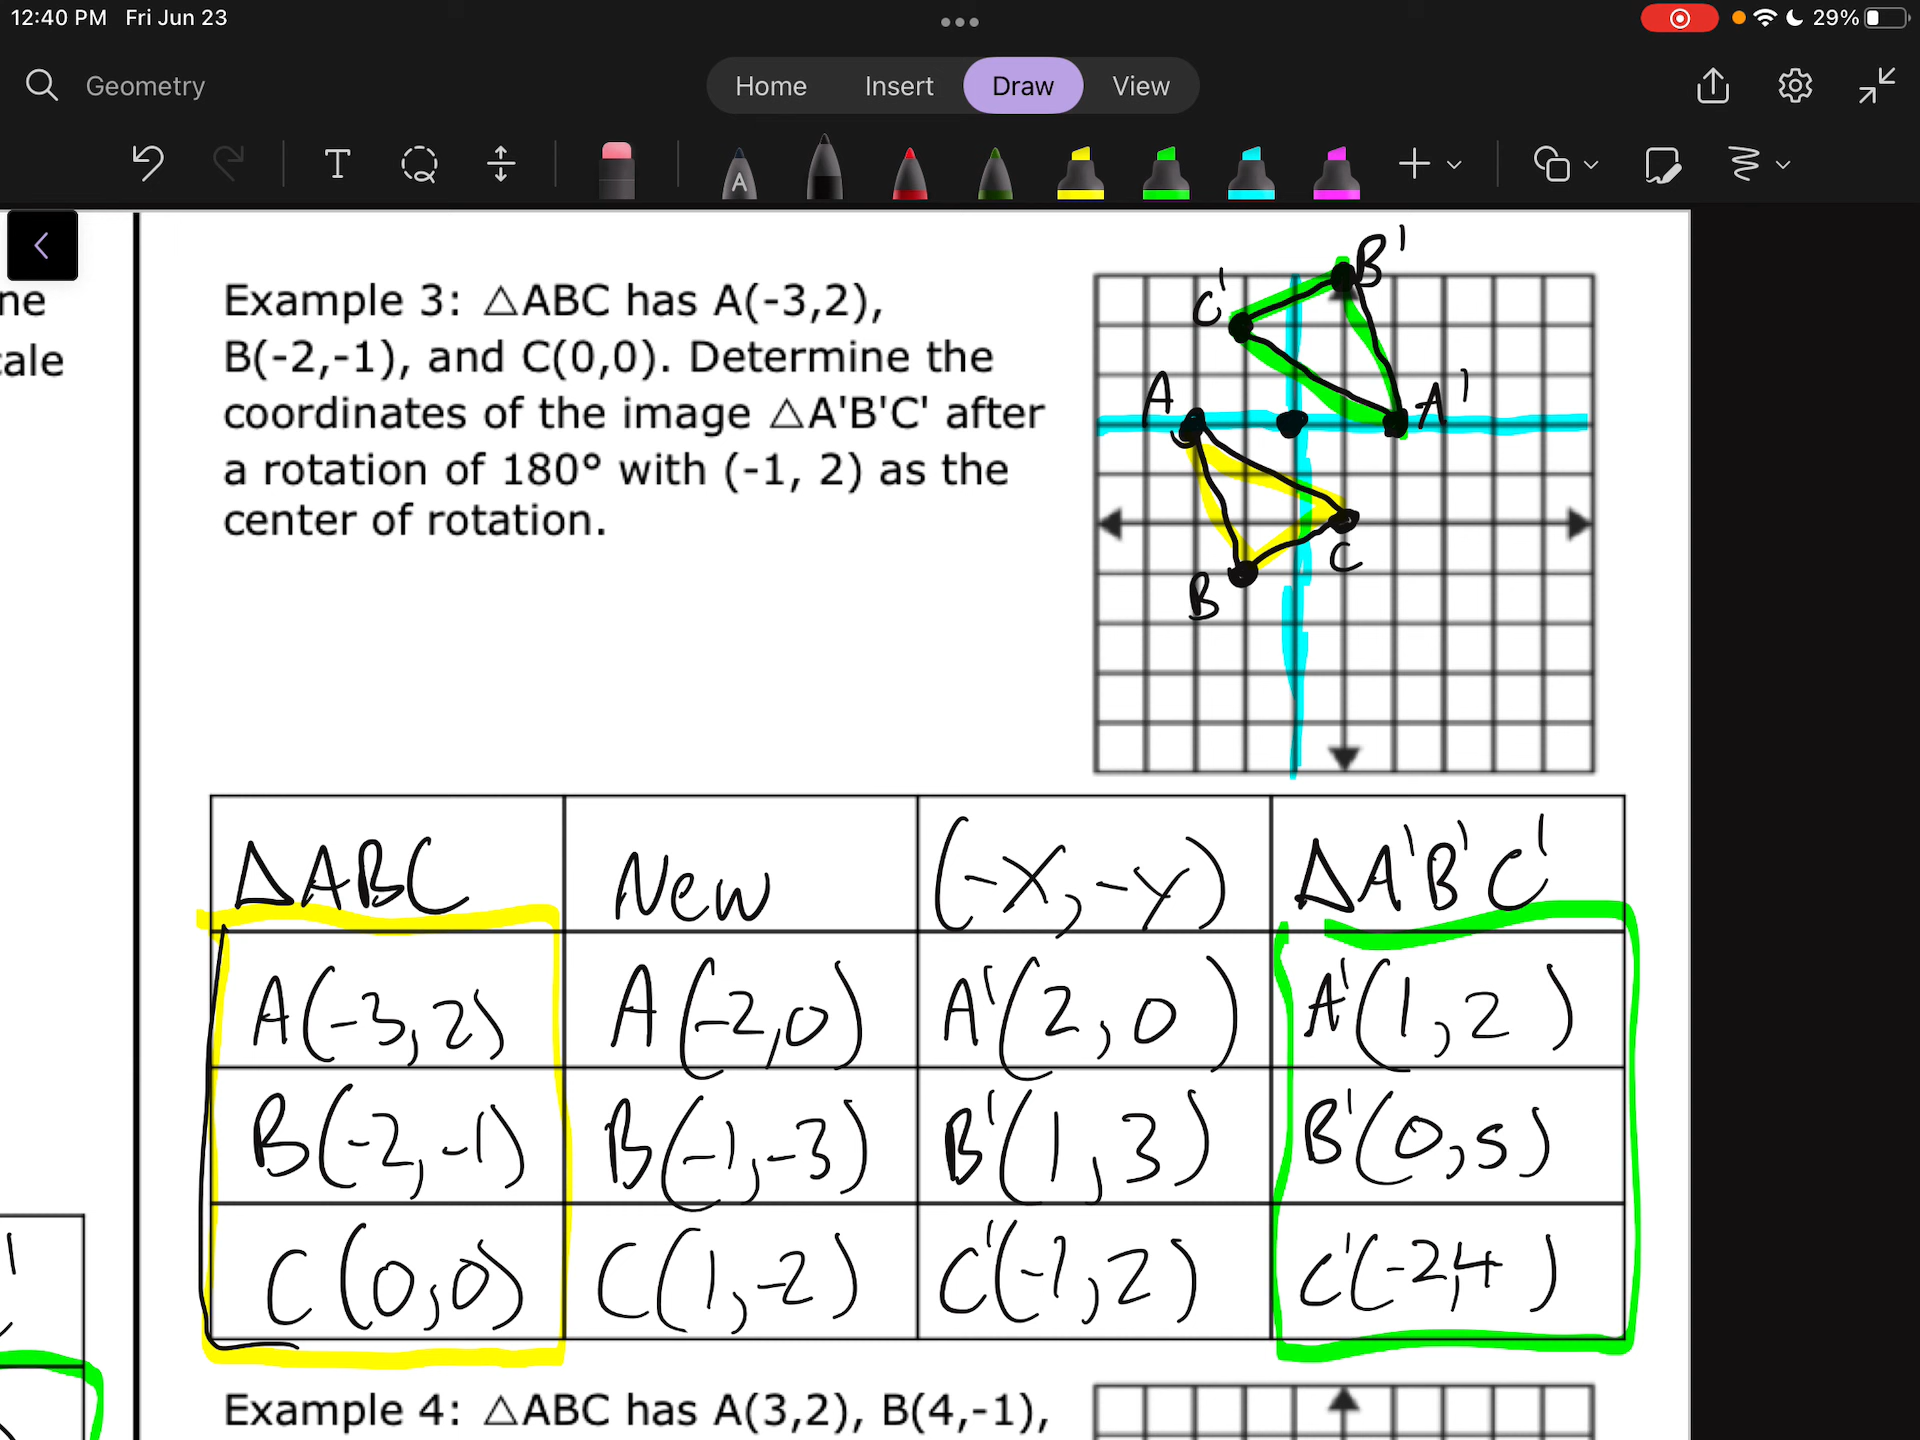 12:40 PM Fri Jun 23
29%
Geometry
Home Insert Draw View
T
A
ne
cale
Example 3: △ABC has A(-3,2),
B(-2,-1), and C(0,0). Determine the
coordinates of the image △A'B'C' after
a rotation of 180° with (-1, 2) as the
center of rotation.
B'
C'
A
A'
C
B
△ABC New (-x,-y) △A'B'C'
A(-3,2) A(-2,0) A'(2,0) A'(1,2)
B(-2,-1) B(-1,-3) B'(1,3) B'(0,5)
C(0,0) C(1,-2) C'(-1,2) C'(-2,4)
Example 4: △ABC has A(3,2), B(4,-1),